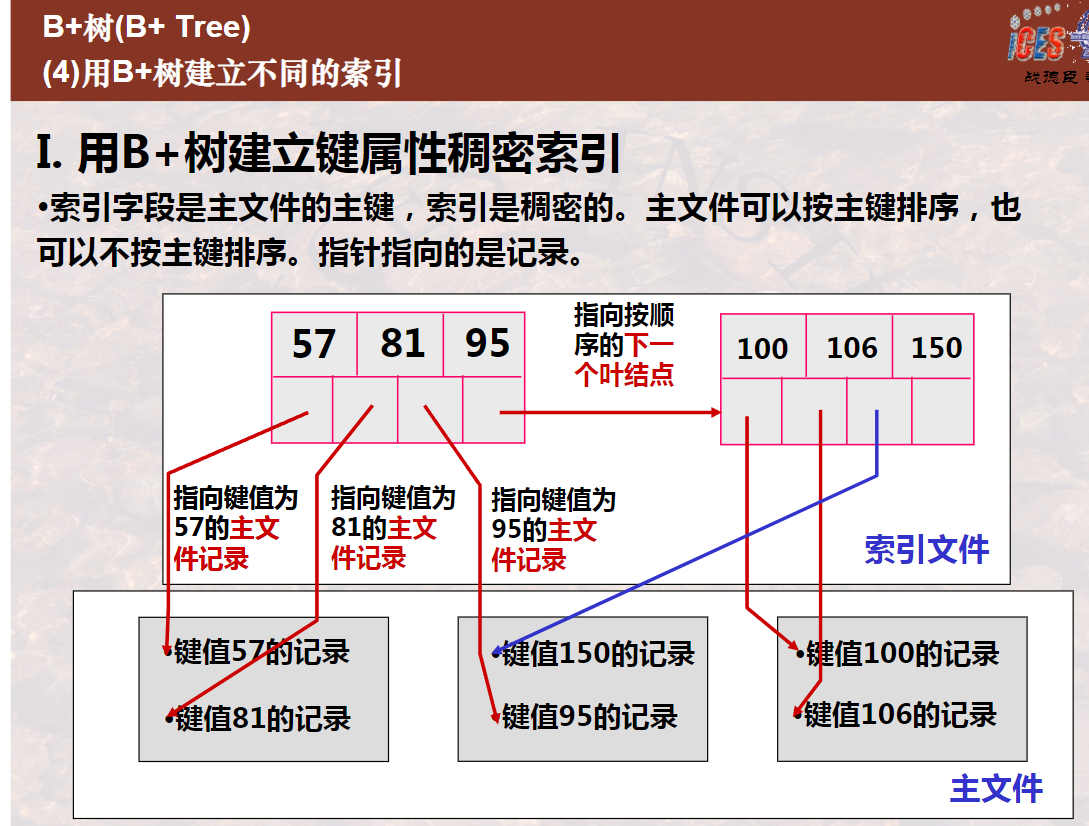 B+树(B+ Tree)
(4)用B+树建立不同的索引
iCES
战德臣
I. 用B+树建立键属性稠密索引
•索引字段是主文件的主键，索引是稠密的。主文件可以按主键排序，也
可以不按主键排序。指针指向的是记录。
57 81 95
指向按顺
序的下一
个叶结点
100 106 150
指向键值为
57的主文
件记录
指向键值为
81的主文
件记录
指向键值为
95的主文
件记录
索引文件
•键值57的记录
•键值81的记录
•键值150的记录
•键值95的记录
•键值100的记录
•键值106的记录
主文件